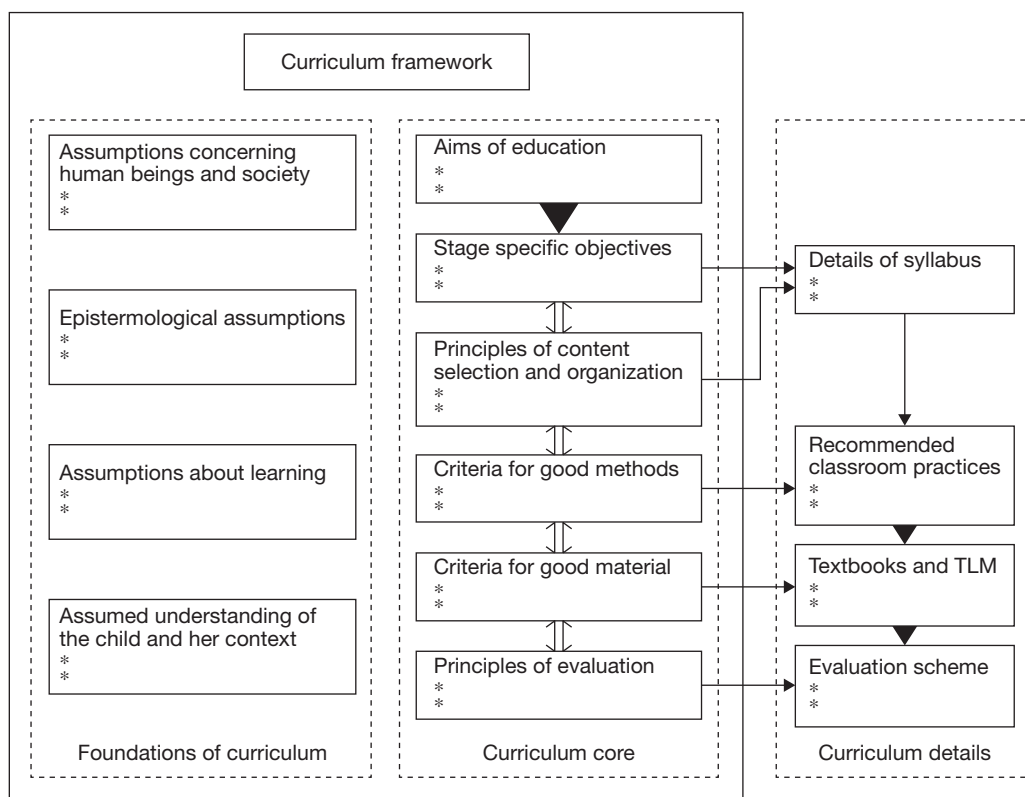 Curriculum framework
Assumptions concerning
human beings and society
*
*
Epistermological assumptions
*
*
Assumptions about learning
*
*
Assumed understanding of
the child and her context
*
*
Foundations of curriculum
Aims of education
*
*
Stage specific objectives
*
*
Principles of content
selection and organization
*
*
Criteria for good methods
*
*
Criteria for good material
*
*
Principles of evaluation
*
*
Curriculum core
Details of syllabus
*
*
Recommended
classroom practices
*
*
Textbooks and TLM
*
*
Evaluation scheme
*
*
Curriculum details